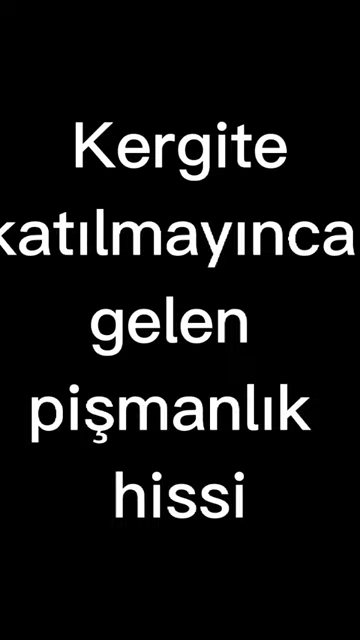 Kergite
katılmayınca
gelen
pişmanlık
hissi